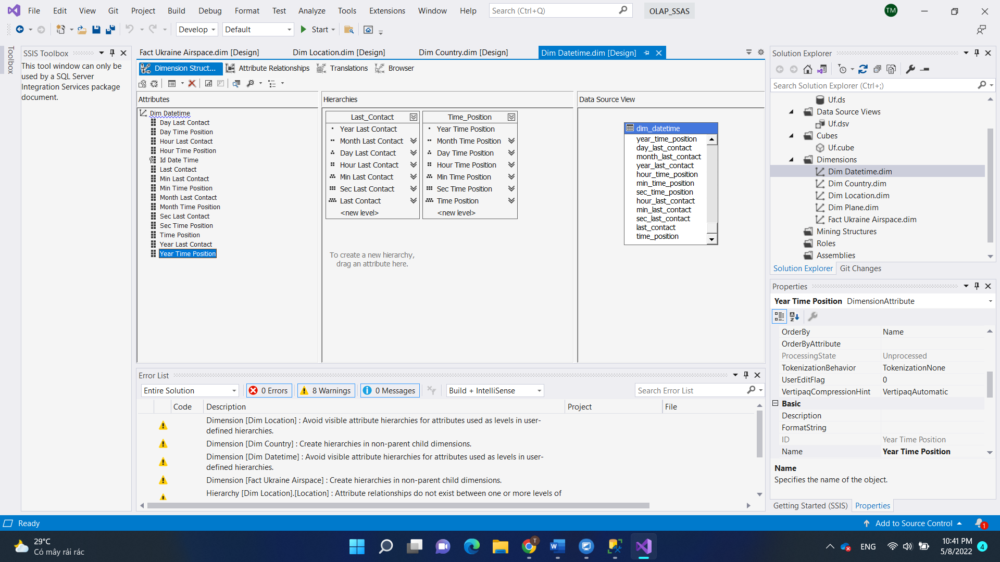 File Edit View Git Project Build Debug Format Test Analyze Tools Extensions Window Help Search (Ctrl+Q) OLAP_SSAS TM
Develop Default Start
Toolbox
SSIS Toolbox
This tool window can only be
used by a SQL Server
Integration Services package
document.
Fact Ukraine Airspace.dim [Design] Dim Location.dim [Design] Dim Country.dim [Design] Dim Datetime.dim [Design]
Dimension Struct... Attribute Relationships Translations Browser
Attributes
Dim Datetime
Day Last Contact
Day Time Position
Hour Last Contact
Hour Time Position
Id Date Time
Last Contact
Min Last Contact
Min Time Position
Month Last Contact
Month Time Position
Sec Last Contact
Sec Time Position
Time Position
Year Last Contact
Year Time Position
Hierarchies
Last_Contact
Year Last Contact
Month Last Contact
Day Last Contact
Hour Last Contact
Min Last Contact
Sec Last Contact
Last Contact
<new level>
Time_Position
Year Time Position
Month Time Position
Day Time Position
Hour Time Position
Min Time Position
Sec Time Position
Time Position
<new level>
To create a new hierarchy,
drag an attribute here.
Data Source View
dim_datetime
year_time_position
day_last_contact
month_last_contact
year_last_contact
hour_time_position
min_time_position
sec_time_position
hour_last_contact
min_last_contact
sec_last_contact
last_contact
time_position
Error List
Entire Solution 0 Errors 8 Warnings 0 Messages Build + IntelliSense Search Error List
Code Description Project File
Dimension [Dim Location] : Avoid visible attribute hierarchies for attributes used as levels in user-
defined hierarchies.
Dimension [Dim Country] : Create hierarchies in non-parent child dimensions.
Dimension [Dim Datetime] : Avoid visible attribute hierarchies for attributes used as levels in user-
defined hierarchies.
Dimension [Fact Ukraine Airspace] : Create hierarchies in non-parent child dimensions.
Hierarchy [Dim Location].[Location] : Attribute relationships do not exist between one or more levels of
Solution Explorer
Search Solution Explorer (Ctrl+;)
Uf.ds
Data Source Views
Uf.dsv
Cubes
Uf.cube
Dimensions
Dim Datetime.dim
Dim Country.dim
Dim Location.dim
Dim Plane.dim
Fact Ukraine Airspace.dim
Mining Structures
Roles
Assemblies
Solution Explorer Git Changes
Properties
Year Time Position DimensionAttribute
OrderBy Name
OrderByAttribute
ProcessingState Unprocessed
TokenizationBehavior TokenizationNone
UserEditFlag 0
VertipaqCompressionHint VertipaqAutomatic
Basic
Description
FormatString
ID Year Time Position
Name Year Time Position
Name
Specifies the name of the object.
Getting Started (SSIS) Properties
Ready Add to Source Control 1
29°C
Có mây rải rác
T
ENG
10:41 PM
5/8/2022
4